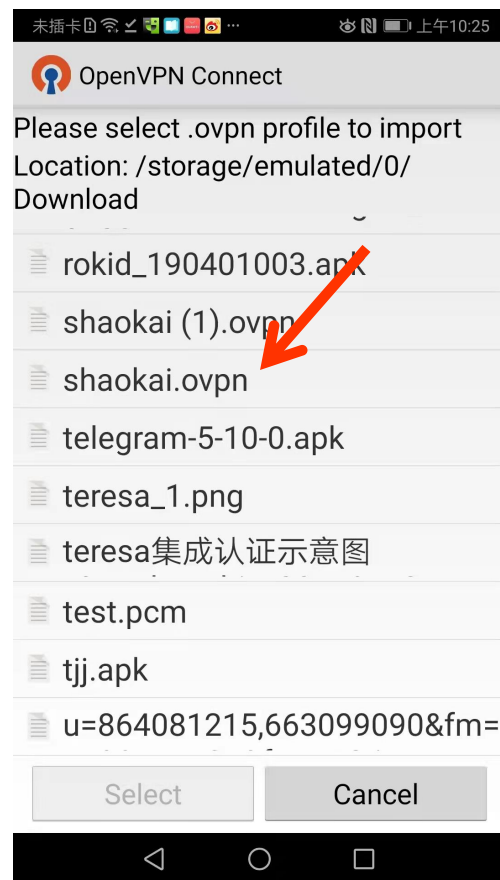 未插卡 上午10:25
OpenVPN Connect
Please select .ovpn profile to import
Location: /storage/emulated/0/
Download
rokid_190401003.apk
shaokai (1).ovpn
shaokai.ovpn
telegram-5-10-0.apk
teresa_1.png
teresa集成认证示意图
test.pcm
tjj.apk
u=864081215,663099090&fm=
Select Cancel